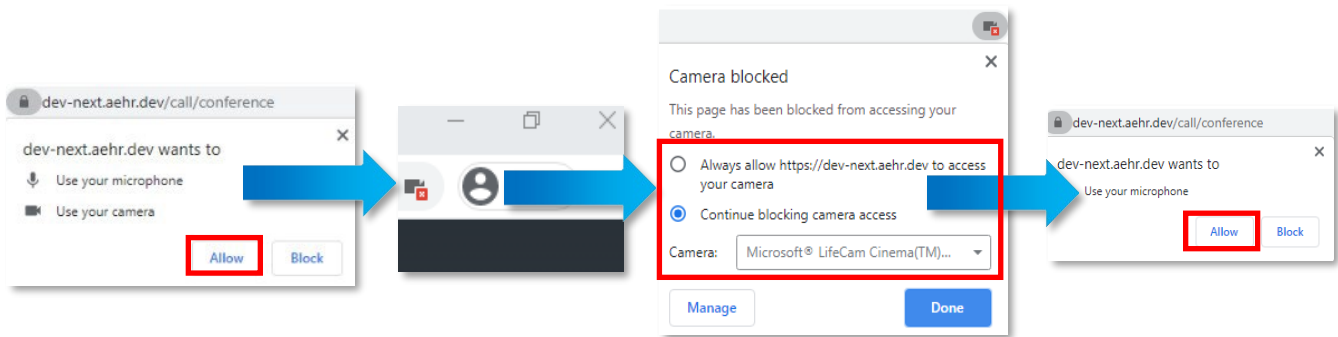 dev-next.aehr.dev/call/conference
dev-next.aehr.dev wants to
Use your microphone
Use your camera
Allow
Block
Camera blocked
This page has been blocked from accessing your
camera.
Always allow https://dev-next.aehr.dev to access
your camera
Continue blocking camera access
Camera:
Microsoft® LifeCam Cinema(TM)...
Manage
Done
dev-next.aehr.dev/call/conference
dev-next.aehr.dev wants to
Use your microphone
Allow
Block